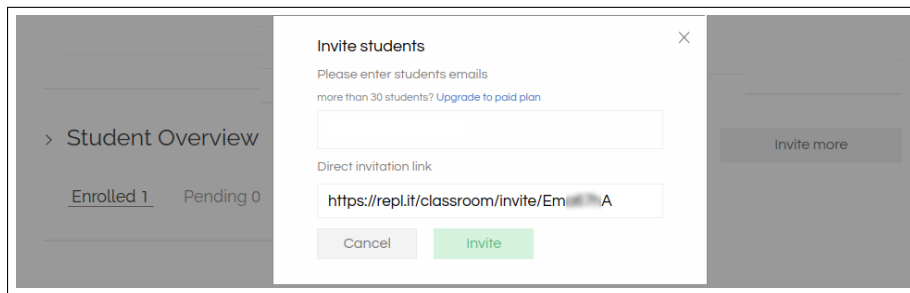 Invite students
Please enter students emails
more than 30 students? Upgrade to paid plan
Direct invitation link
https://repl.it/classroom/invite/Em A
Cancel Invite
> Student Overview
Invite more
Enrolled 1 Pending 0